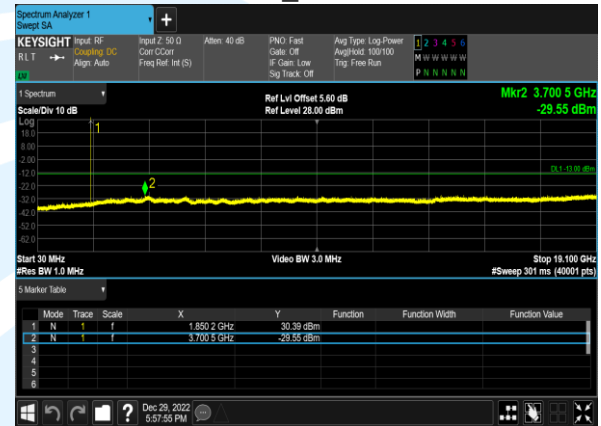 Spectrum Analyzer 1
Swept SA
+
KEYSIGHT Input: RF Input Z: 50 Ω Atten: 40 dB PNO: Fast Avg Type: Log-Power 1 2 3 4 5 6
RLT Coupling: DC Corr CCorr Gate: Off Avg|Hold: 100/100 M W W W W W
Align: Auto Freq Ref: Int (S) IF Gain: Low Trig: Free Run
Sig Track: Off P N N N N N
1 Spectrum Ref Lvl Offset 5.60 dB Mkr2 3.700 5 GHz
Scale/Div 10 dB Ref Level 28.00 dBm -29.55 dBm
Log
18.0
8.00
-2.00
-12.0
-22.0
-32.0
-42.0
-52.0
-62.0
1
2
DL1 -13.00 dBm
Start 30 MHz Video BW 3.0 MHz Stop 19.100 GHz
#Res BW 1.0 MHz #Sweep 301 ms (40001 pts)
5 Marker Table
Mode Trace Scale X Y Function Function Width Function Value
1 N 1 f 1.850 2 GHz 30.39 dBm
2 N 1 f 3.700 5 GHz -29.55 dBm
3
4
5
6
? Dec 29, 2022
5:57:55 PM